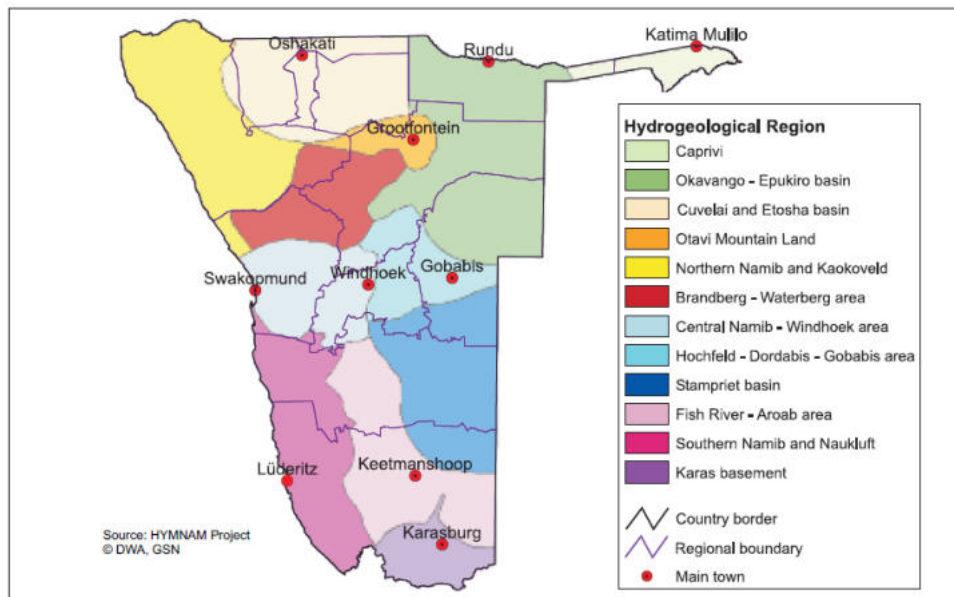 Katima Mulilo
Oshakati
Rundu
Grootfontein
Swakopmund
Windhoek
Gobabis
Lüderitz
Keetmanshoop
Karasburg
Source: HYMNAM Project
© DWA, GSN
Hydrogeological Region
Caprivi
Okavango - Epukiro basin
Cuvelai and Etosha basin
Otavi Mountain Land
Northern Namib and Kaokoveld
Brandberg - Waterberg area
Central Namib - Windhoek area
Hochfeld - Dordabis - Gobabis area
Stampriet basin
Fish River - Aroab area
Southern Namib and Naukluft
Karas basement
Country border
Regional boundary
Main town